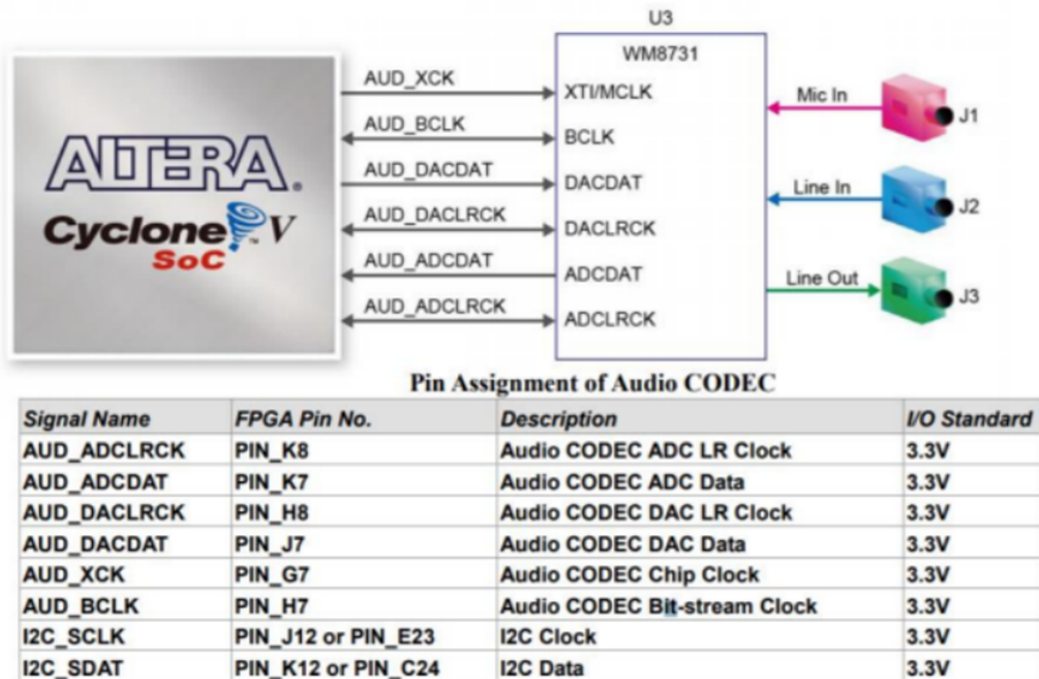 U3
WM8731
AUD_XCK
XTI/MCLK
Mic In
J1
AUD_BCLK
BCLK
AUD_DACDAT
DACDAT
Line In
J2
ALTERA®
Cyclone™ V
SoC
AUD_DACLRCK
DACLRCK
AUD_ADCDAT
ADCDAT
Line Out
J3
AUD_ADCLRCK
ADCLRCK
Pin Assignment of Audio CODEC
Signal Name FPGA Pin No. Description I/O Standard
AUD_ADCLRCK PIN_K8 Audio CODEC ADC LR Clock 3.3V
AUD_ADCDAT PIN_K7 Audio CODEC ADC Data 3.3V
AUD_DACLRCK PIN_H8 Audio CODEC DAC LR Clock 3.3V
AUD_DACDAT PIN_J7 Audio CODEC DAC Data 3.3V
AUD_XCK PIN_G7 Audio CODEC Chip Clock 3.3V
AUD_BCLK PIN_H7 Audio CODEC Bit-stream Clock 3.3V
I2C_SCLK PIN_J12 or PIN_E23 I2C Clock 3.3V
I2C_SDAT PIN_K12 or PIN_C24 I2C Data 3.3V